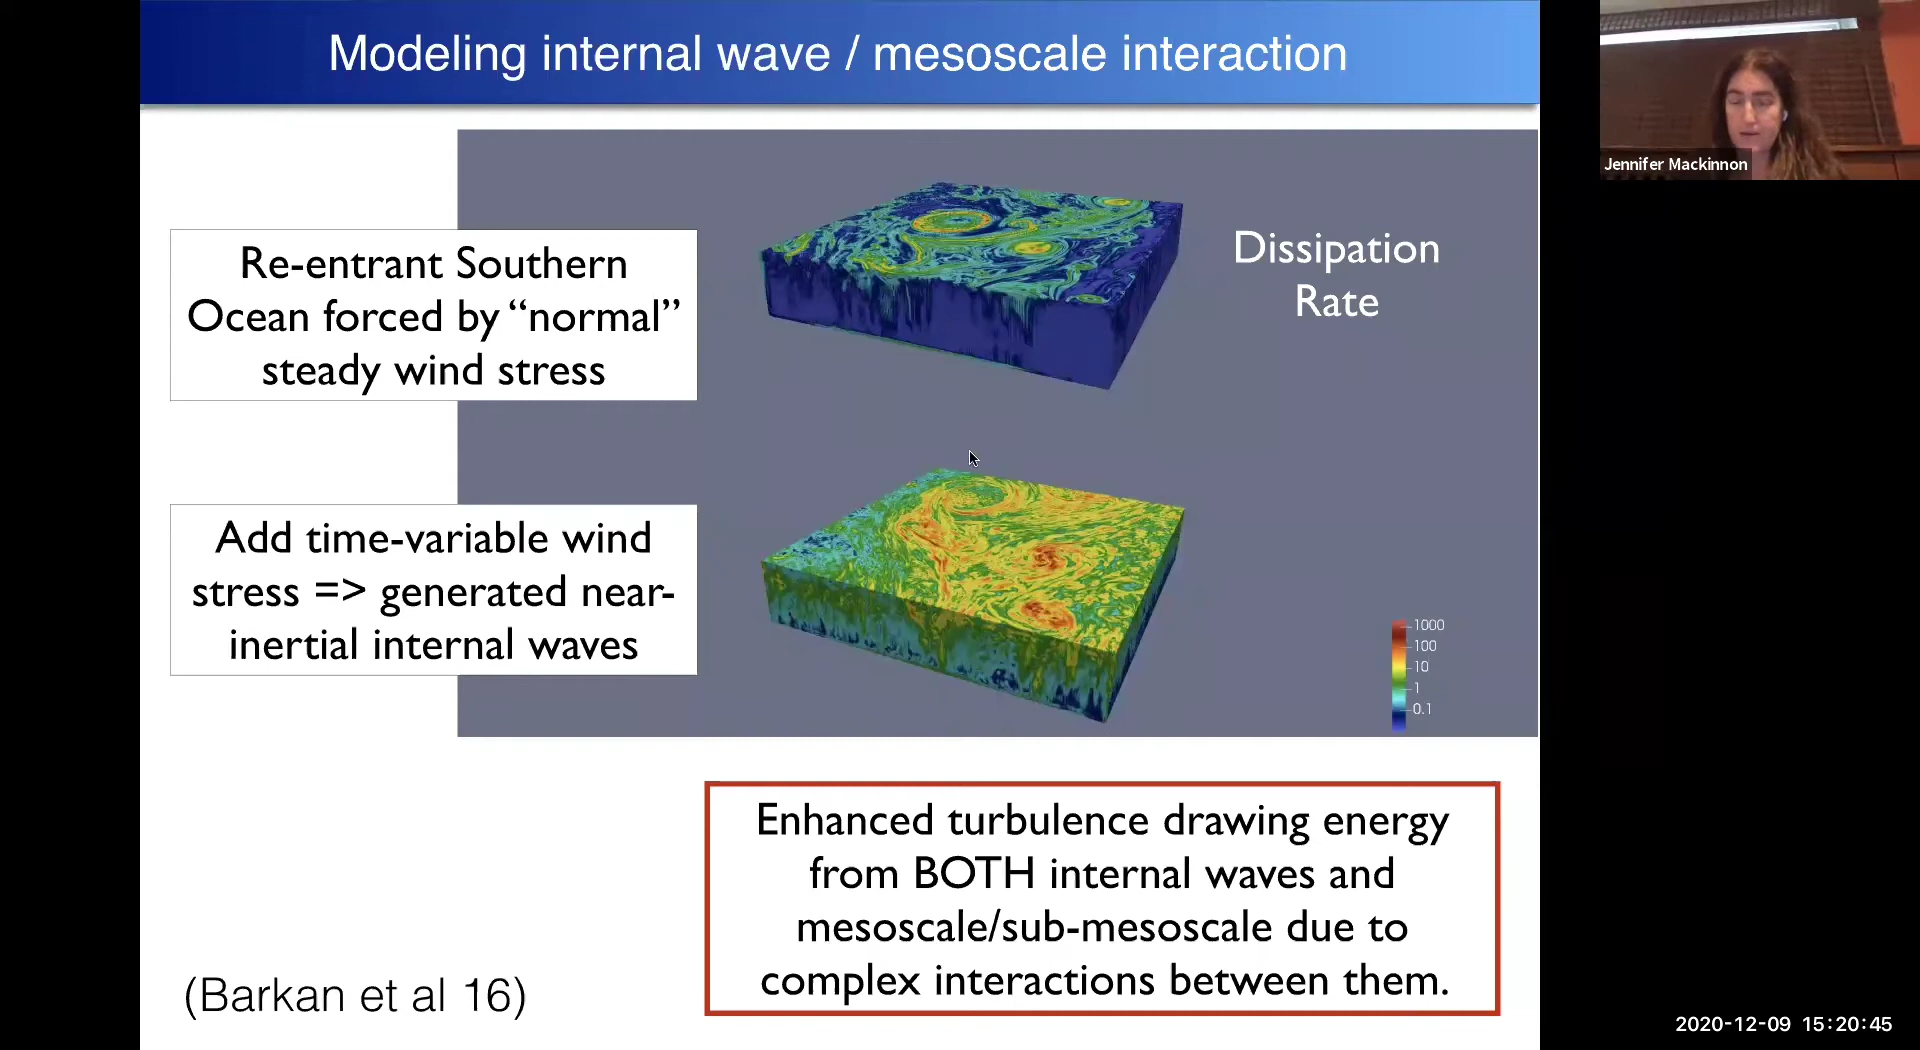 Modeling internal wave / mesoscale interaction
Jennifer Mackinnon
Re-entrant Southern
Ocean forced by “normal”
steady wind stress
Dissipation
Rate
Add time-variable wind
stress => generated near-
inertial internal waves
1000
100
10
1
0.1
Enhanced turbulence drawing energy
from BOTH internal waves and
mesoscale/sub-mesoscale due to
complex interactions between them.
(Barkan et al 16)
2020-12-09 15:20:45